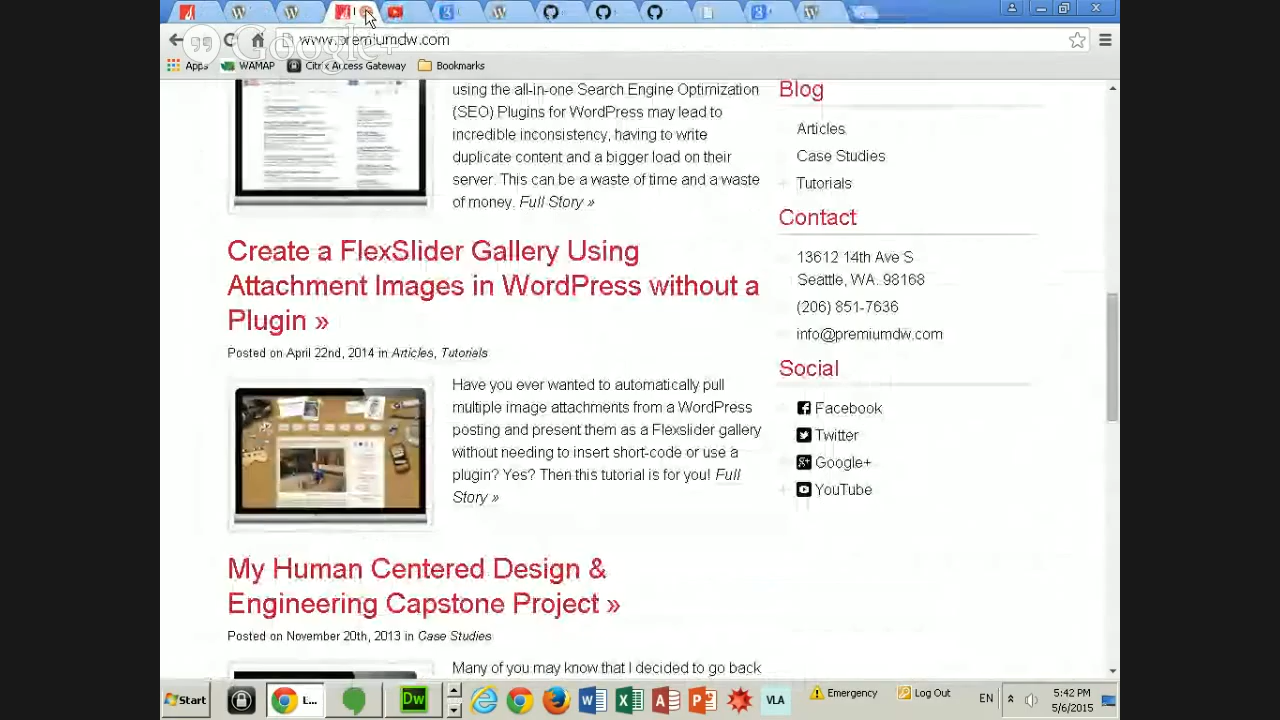 Google+
www.premiumdw.com
Apps
WAMAP
Citrix Access Gateway
Bookmarks
using the all-in-one Search Engine Optimization
(SEO) Plugins for WordPress may lead to
incredible inconsistency, having to write
duplicate content and a bigger load on their
server. This can be a waste of time and waste
of money. Full Story »
Create a FlexSlider Gallery Using
Attachment Images in WordPress without a
Plugin »
Posted on April 22nd, 2014 in Articles, Tutorials
Have you ever wanted to automatically pull
multiple image attachments from a WordPress
posting and present them as a Flexslider gallery
without needing to insert short-code or use a
plugin? Yes? Then this tutorial is for you! Full
Story »
My Human Centered Design &
Engineering Capstone Project »
Posted on November 20th, 2013 in Case Studies
Many of you may know that I decided to go back
Blog
Articles
Case Studies
Tutorials
Contact
13612 14th Ave S
Seattle, WA. 98168
(206) 851-7636
info@premiumdw.com
Social
Facebook
Twitter
Google+
YouTube
Start
L...
Dw
VLA
Emergency
Log Out
EN
5:42 PM
5/6/2015